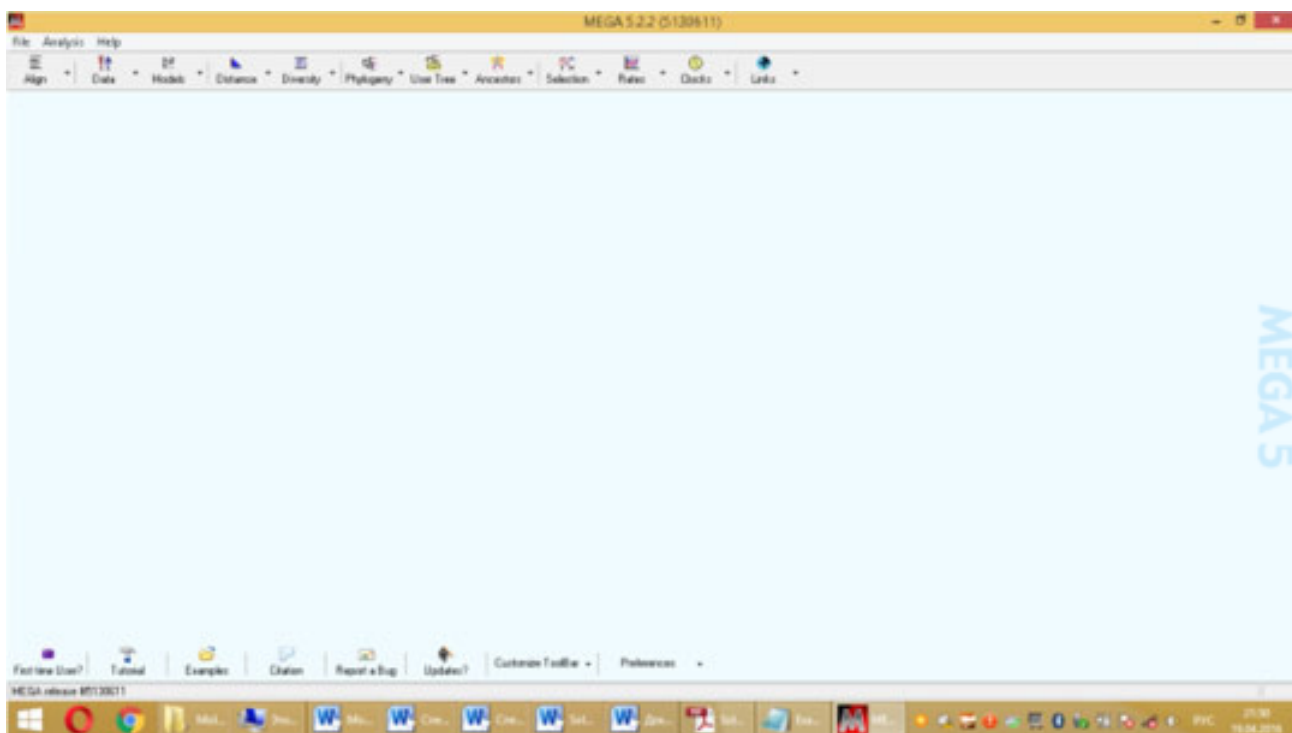 MEGA 5.2.2 (5130611)
File Analysis Help
Align Data Models Distance Diversity Phylogeny User Tree Ancestors Selection Rates Clocks Links
MEGA 5
First time User? Tutorial Examples Citation Report a Bug Updates? Customize ToolBar Preferences
MEGA release #5130611
РУС 21:50